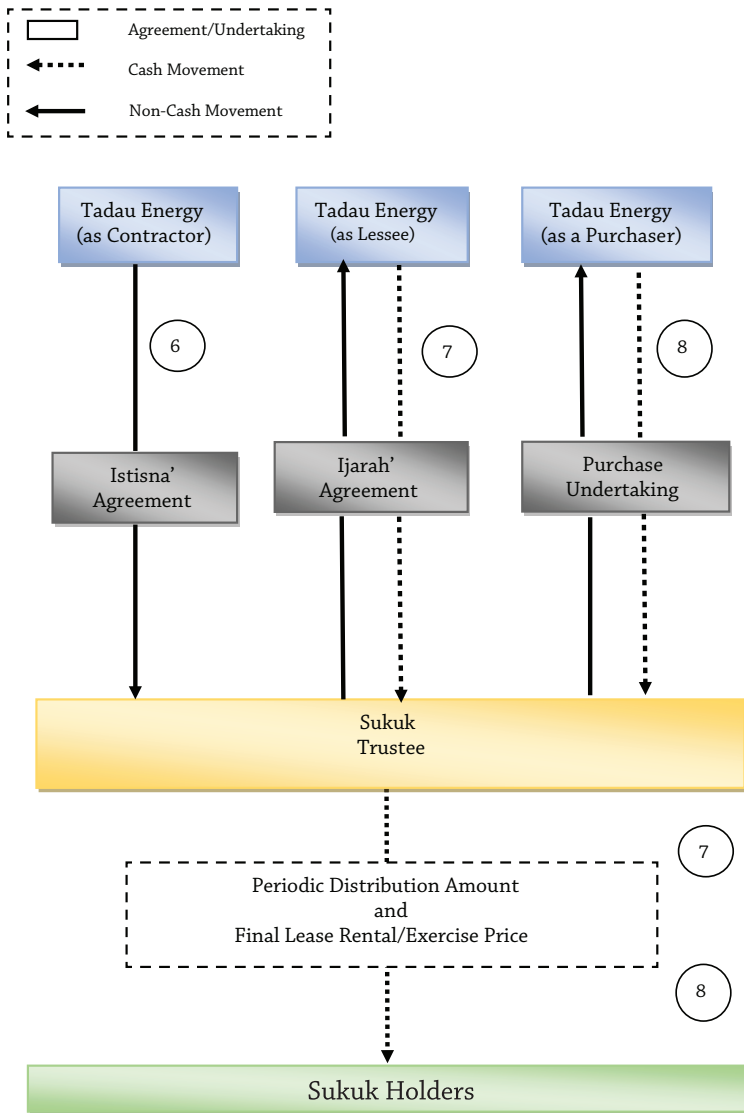 Agreement/Undertaking
Cash Movement
Non-Cash Movement
Tadau Energy
(as Contractor)
Tadau Energy
(as Lessee)
Tadau Energy
(as a Purchaser)
6
7
8
Istisna’
Agreement
Ijarah’
Agreement
Purchase
Undertaking
Sukuk
Trustee
7
Periodic Distribution Amount
and
Final Lease Rental/Exercise Price
8
Sukuk Holders